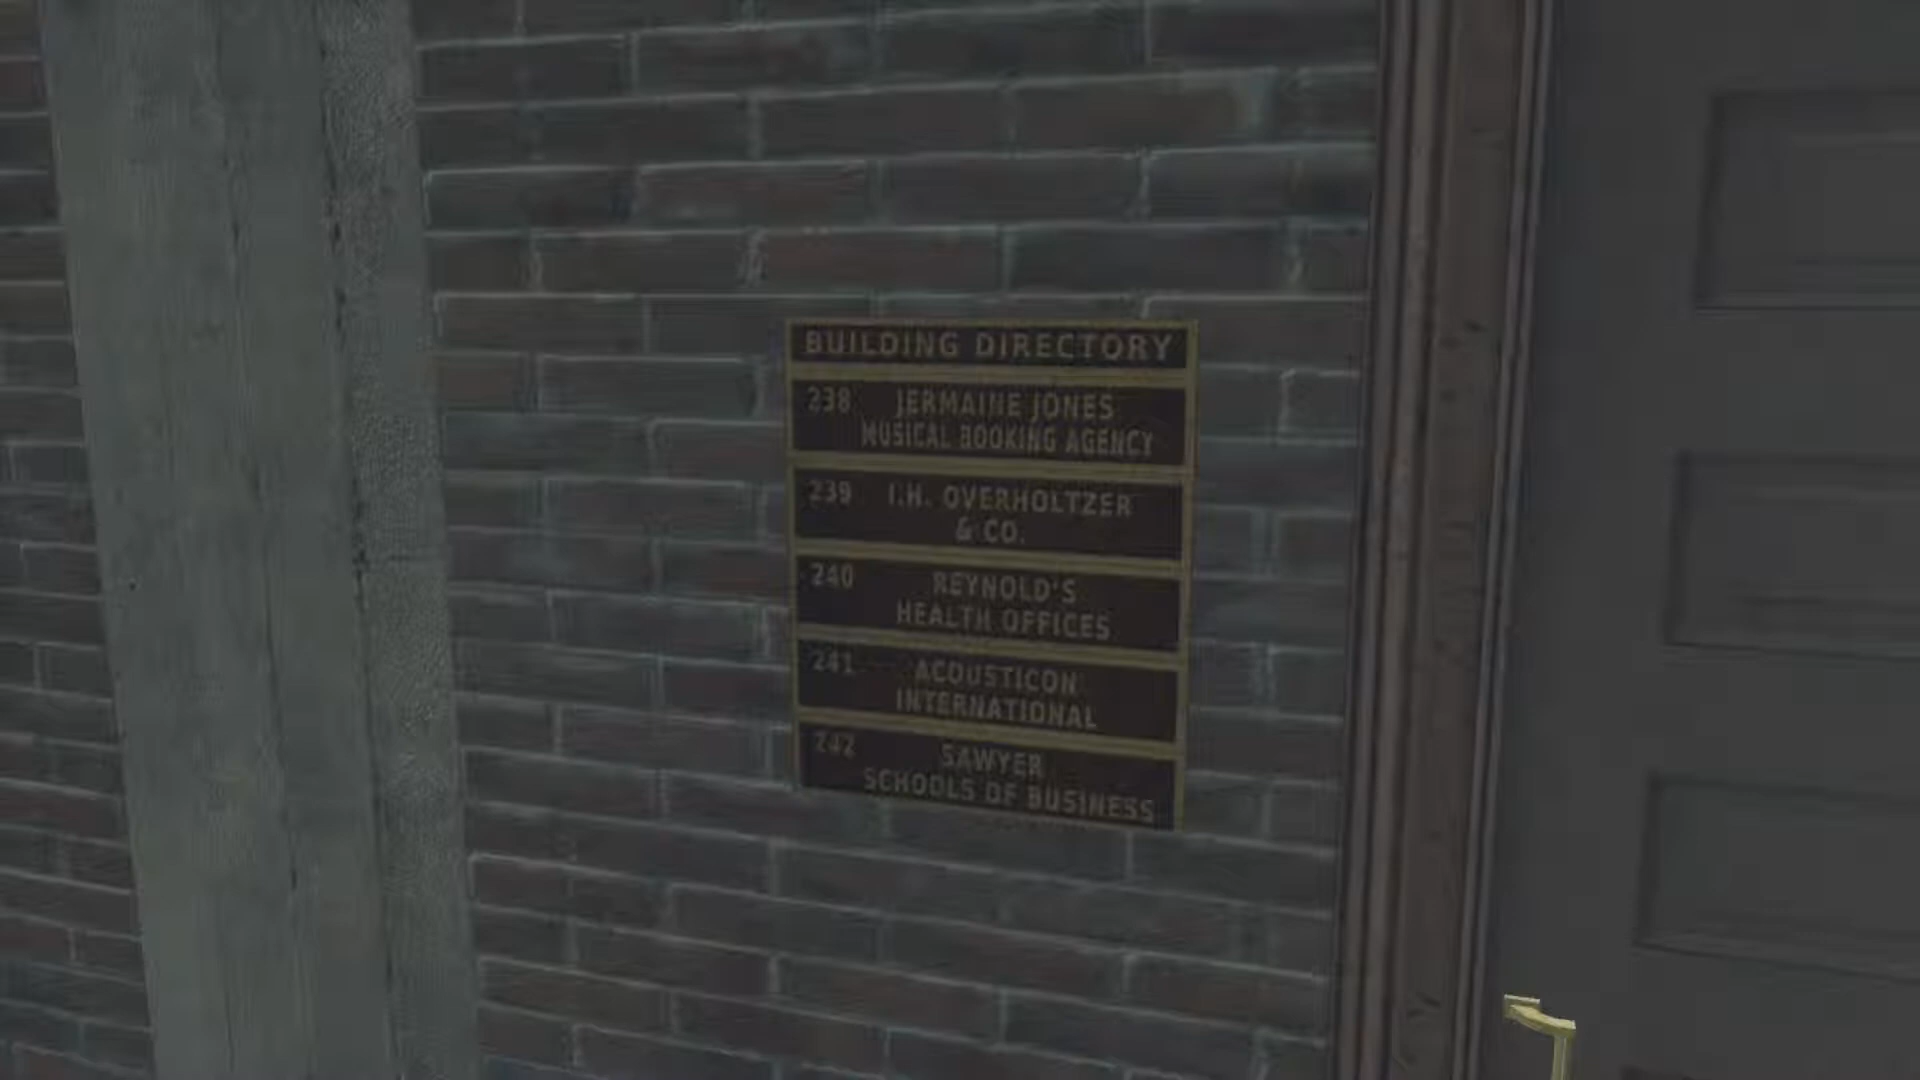 BUILDING DIRECTORY
238 JERMAINE JONES
MUSICAL BOOKING AGENCY
239 I.H. OVERHOLTZER
& CO.
240 REYNOLD'S
HEALTH OFFICES
241 ACOUSTICON
INTERNATIONAL
242 SAWYER
SCHOOLS OF BUSINESS